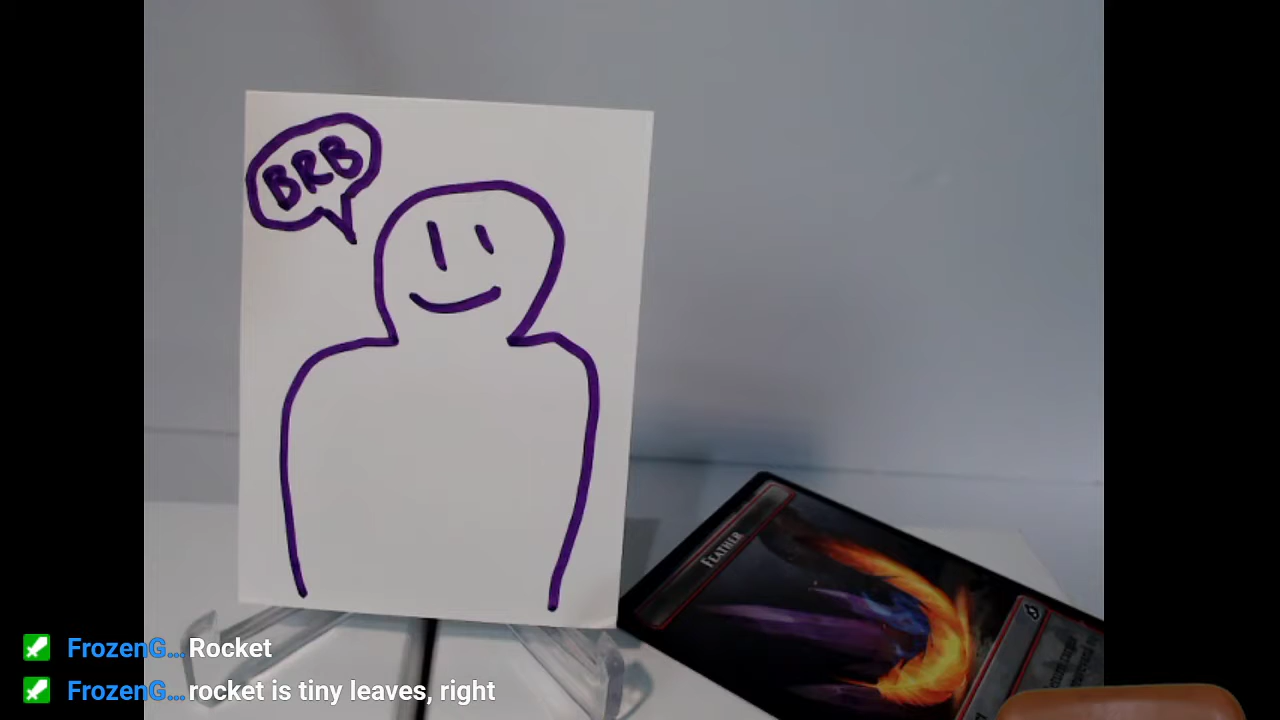 BRB
FEATHER
FrozenG... Rocket
FrozenG... rocket is tiny leaves, right